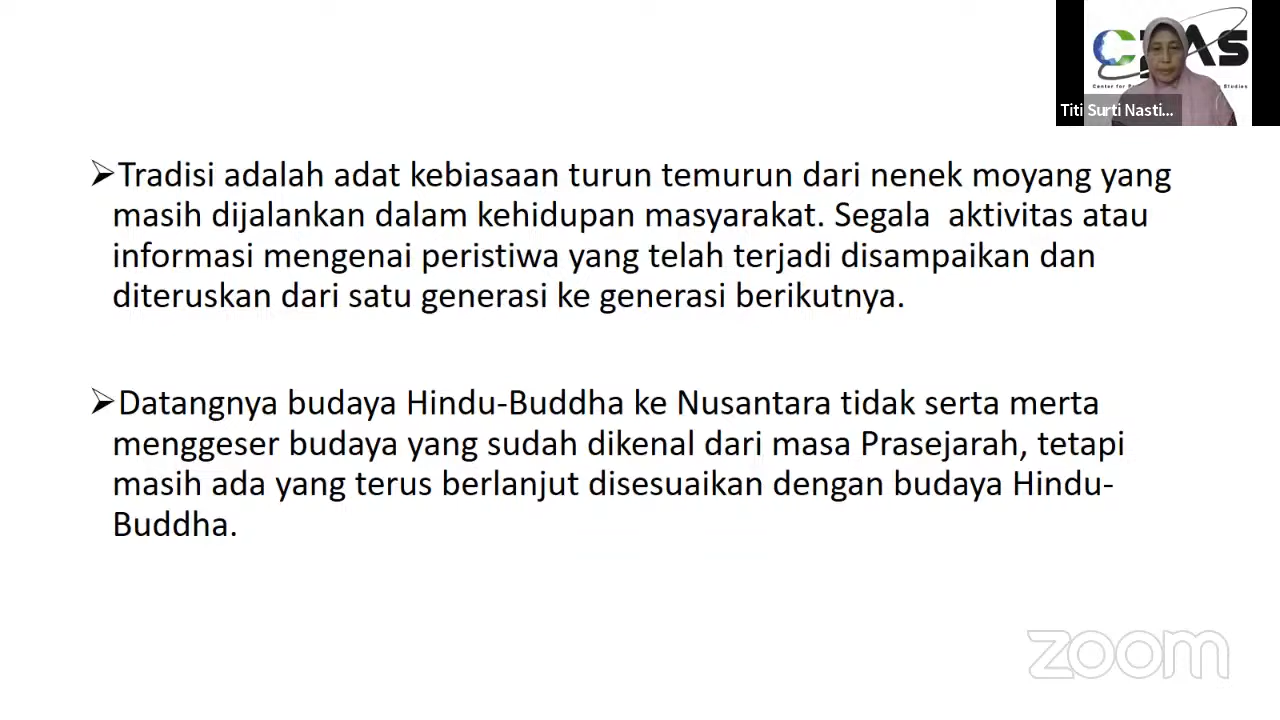 Titi Surti Nasti...
➢Tradisi adalah adat kebiasaan turun temurun dari nenek moyang yang
masih dijalankan dalam kehidupan masyarakat. Segala  aktivitas atau
informasi mengenai peristiwa yang telah terjadi disampaikan dan
diteruskan dari satu generasi ke generasi berikutnya.
➢Datangnya budaya Hindu-Buddha ke Nusantara tidak serta merta
menggeser budaya yang sudah dikenal dari masa Prasejarah, tetapi
masih ada yang terus berlanjut disesuaikan dengan budaya Hindu-
Buddha.
zoom